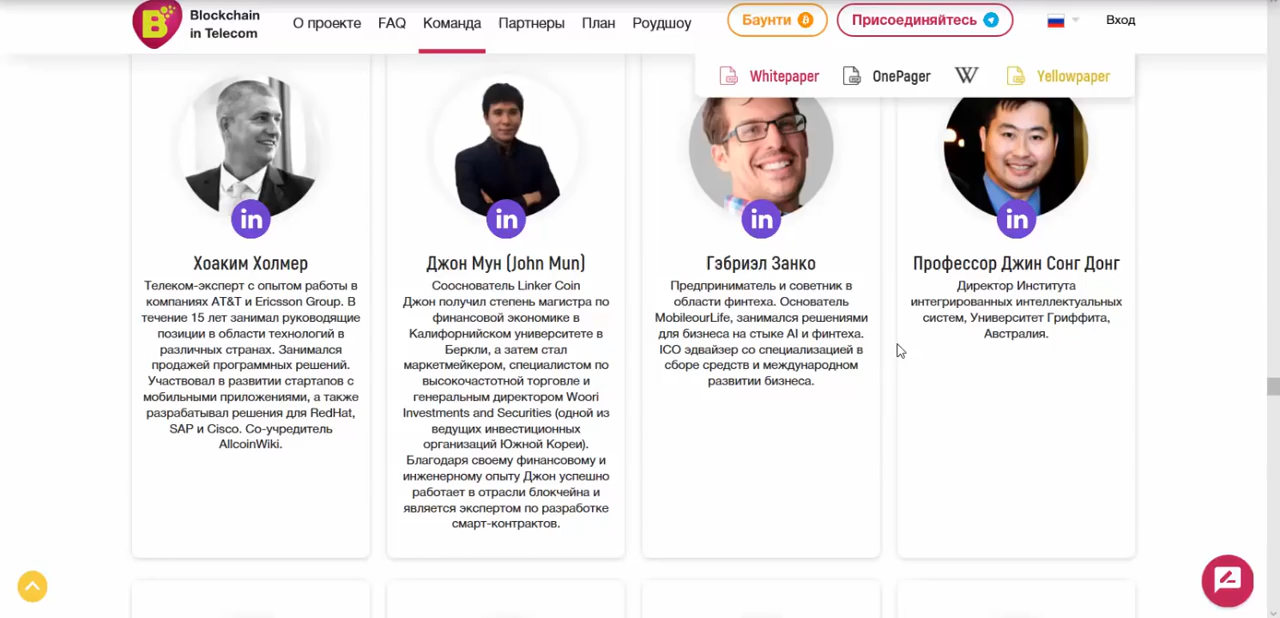 Blockchain
in Telecom
О проекте FAQ Команда Партнеры План Роудшоу
Баунти
Присоединяйтесь
Вход
Whitepaper OnePager W Yellowpaper
in
Хоаким Холмер
Телеком-эксперт с опытом работы в
компаниях AT&T и Ericsson Group. В
течение 15 лет занимал руководящие
позиции в области технологий в
различных странах. Занимался
продажей программных решений.
Участвовал в развитии стартапов с
мобильными приложениями, а также
разрабатывал решения для RedHat,
SAP и Cisco. Со-учредитель
AllcoinWiki.
in
Джон Мун (John Mun)
Сооснователь Linker Coin
Джон получил степень магистра по
финансовой экономике в
Калифорнийском университете в
Беркли, а затем стал
маркетмейкером, специалистом по
высокочастотной торговле и
генеральным директором Woori
Investments and Securities (одной из
ведущих инвестиционных
организаций Южной Кореи).
Благодаря своему финансовому и
инженерному опыту Джон успешно
работает в отрасли блокчейна и
является экспертом по разработке
смарт-контрактов.
in
Гэбриэл Занко
Предприниматель и советник в
области финтеха. Основатель
MobileourLife, занимался решениями
для бизнеса на стыке AI и финтеха.
ICO эдвайзер со специализацией в
сборе средств и международном
развитии бизнеса.
in
Профессор Джин Сонг Донг
Директор Института
интегрированных интеллектуальных
систем, Университет Гриффита,
Австралия.